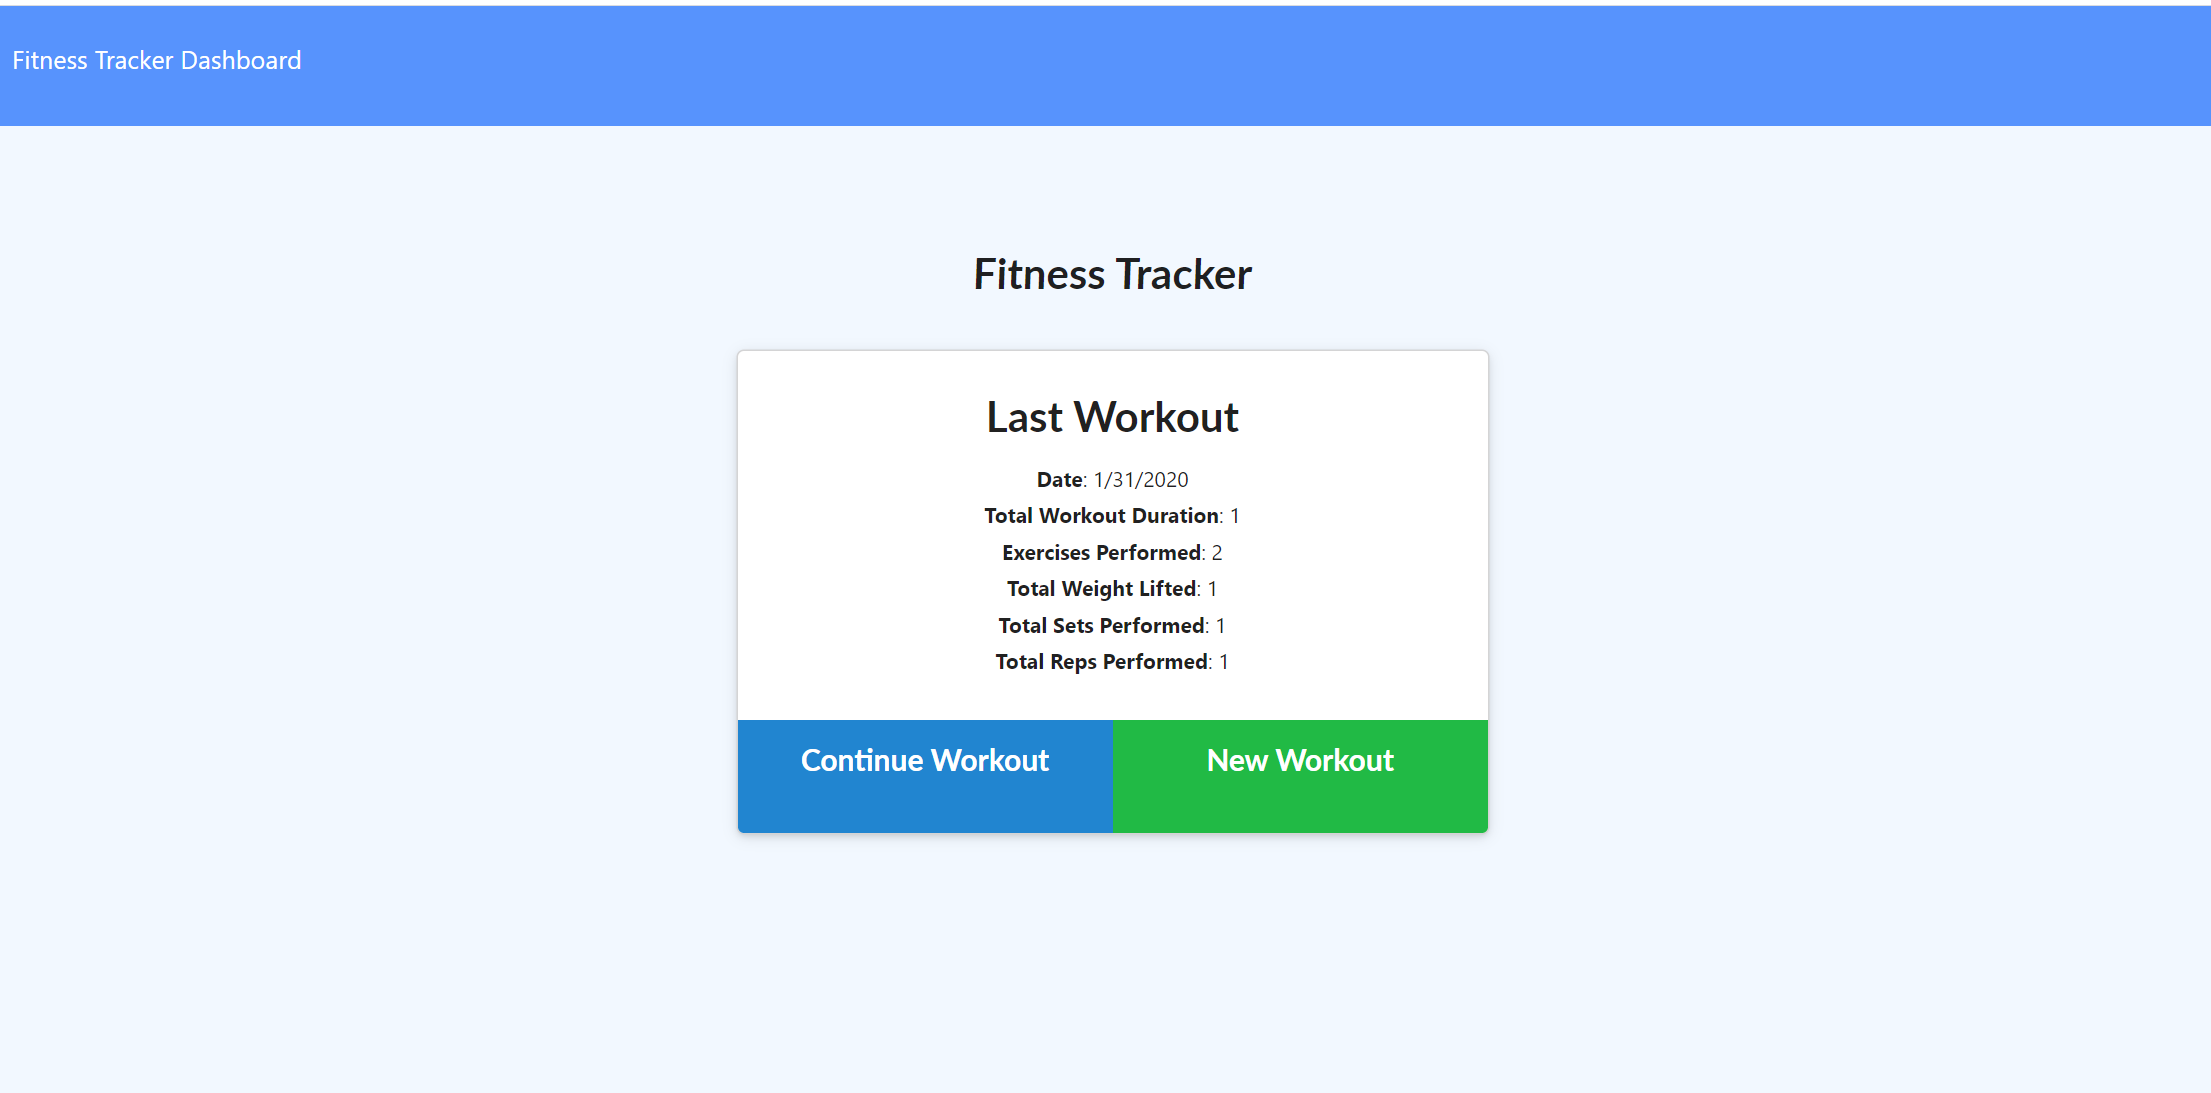 Fitness Tracker Dashboard
Fitness Tracker
Last Workout
Date: 1/31/2020
Total Workout Duration: 1
Exercises Performed: 2
Total Weight Lifted: 1
Total Sets Performed: 1
Total Reps Performed: 1
Continue Workout
New Workout